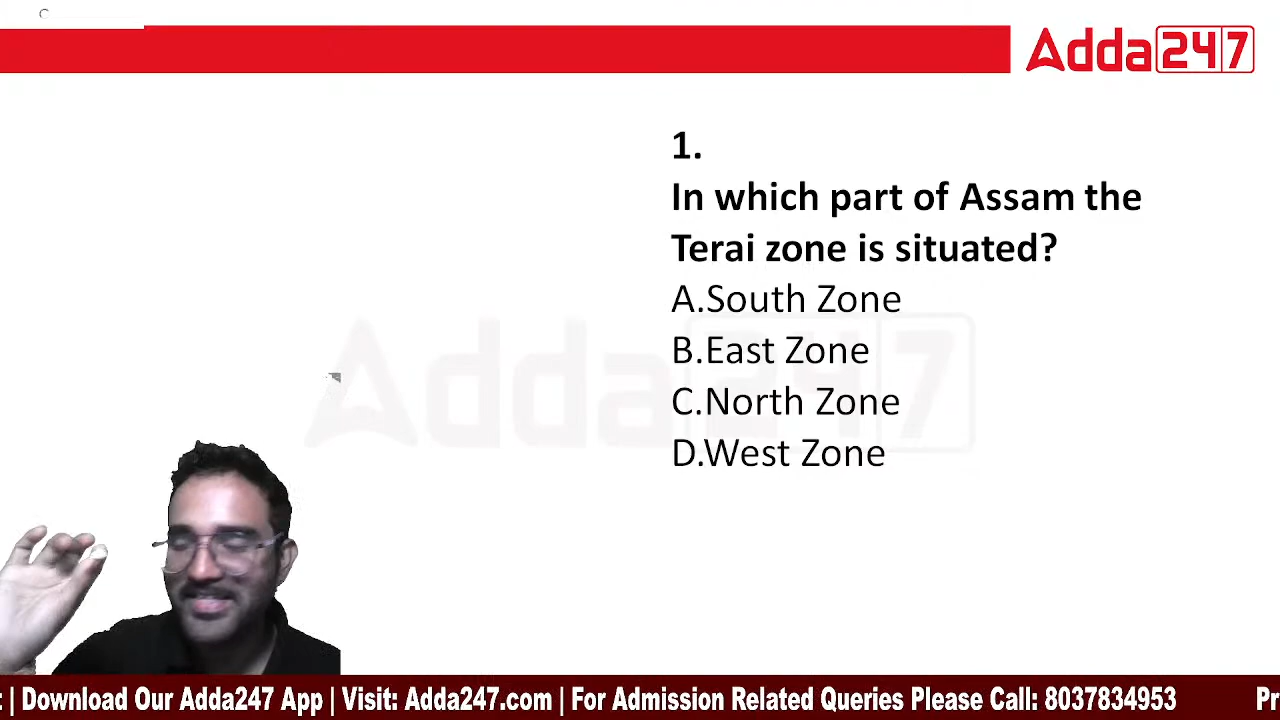 Adda247
1.
In which part of Assam the
Terai zone is situated?
A.South Zone
B.East Zone
C.North Zone
D.West Zone
Adda247
| Download Our Adda247 App | Visit: Adda247.com | For Admission Related Queries Please Call: 8037834953